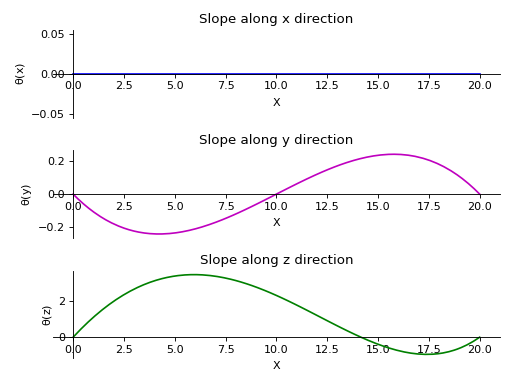 Slope along x direction
0.05
θ(x)
0.00
0.0 2.5 5.0 7.5 10.0 12.5 15.0 17.5 20.0
X
−0.05
Slope along y direction
0.2
θ(y)
0.0
0.0 2.5 5.0 7.5 10.0 12.5 15.0 17.5 20.0
X
−0.2
Slope along z direction
2
θ(z)
0
0.0 2.5 5.0 7.5 10.0 12.5 15.0 17.5 20.0
X